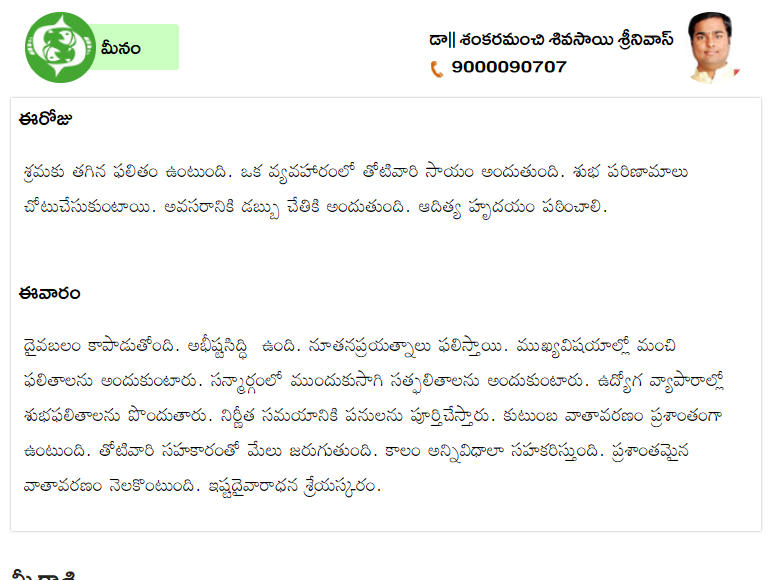 మీనం
డా|| శంకరమంచి శివసాయి శ్రీనివాస్
9000090707
ఈరోజు
శ్రమకు తగిన ఫలితం ఉంటుంది. ఒక వ్యవహారంలో తోటివారి సాయం అందుతుంది. శుభ పరిణామాలు
చోటుచేసుకుంటాయి. అవసరానికి డబ్బు చేతికి అందుతుంది. ఆదిత్య హృదయం పఠించాలి.
ఈవారం
దైవబలం కాపాడుతోంది. అభీష్టసిద్ధి  ఉంది. నూతనప్రయత్నాలు ఫలిస్తాయి. ముఖ్యవిషయాల్లో మంచి
ఫలితాలను అందుకుంటారు. సన్మార్గంలో ముందుకుసాగి సత్ఫలితాలను అందుకుంటారు. ఉద్యోగ వ్యాపారాల్లో
శుభఫలితాలను పొందుతారు. నిర్ణీత సమయానికి పనులను పూర్తిచేస్తారు. కుటుంబ వాతావరణం ప్రశాంతంగా
ఉంటుంది. తోటివారి సహకారంతో మేలు జరుగుతుంది. కాలం అన్నివిధాలా సహకరిస్తుంది. ప్రశాంతమైన
వాతావరణం నెలకొంటుంది. ఇష్టదైవారాధన శ్రేయస్కరం.